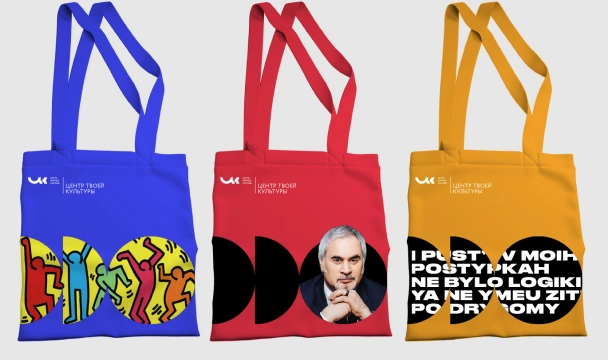 ЦЕНТР ТВОЕЙ
КУЛЬТУРЫ
ЦЕНТР ТВОЕЙ
КУЛЬТУРЫ
ЦЕНТР ТВОЕЙ
КУЛЬТУРЫ
I PUSTY V MOIH
POSTYPKAH
NE BYLO LOGIKI
YA NE YMEU ZIT
PO DRYGOMY